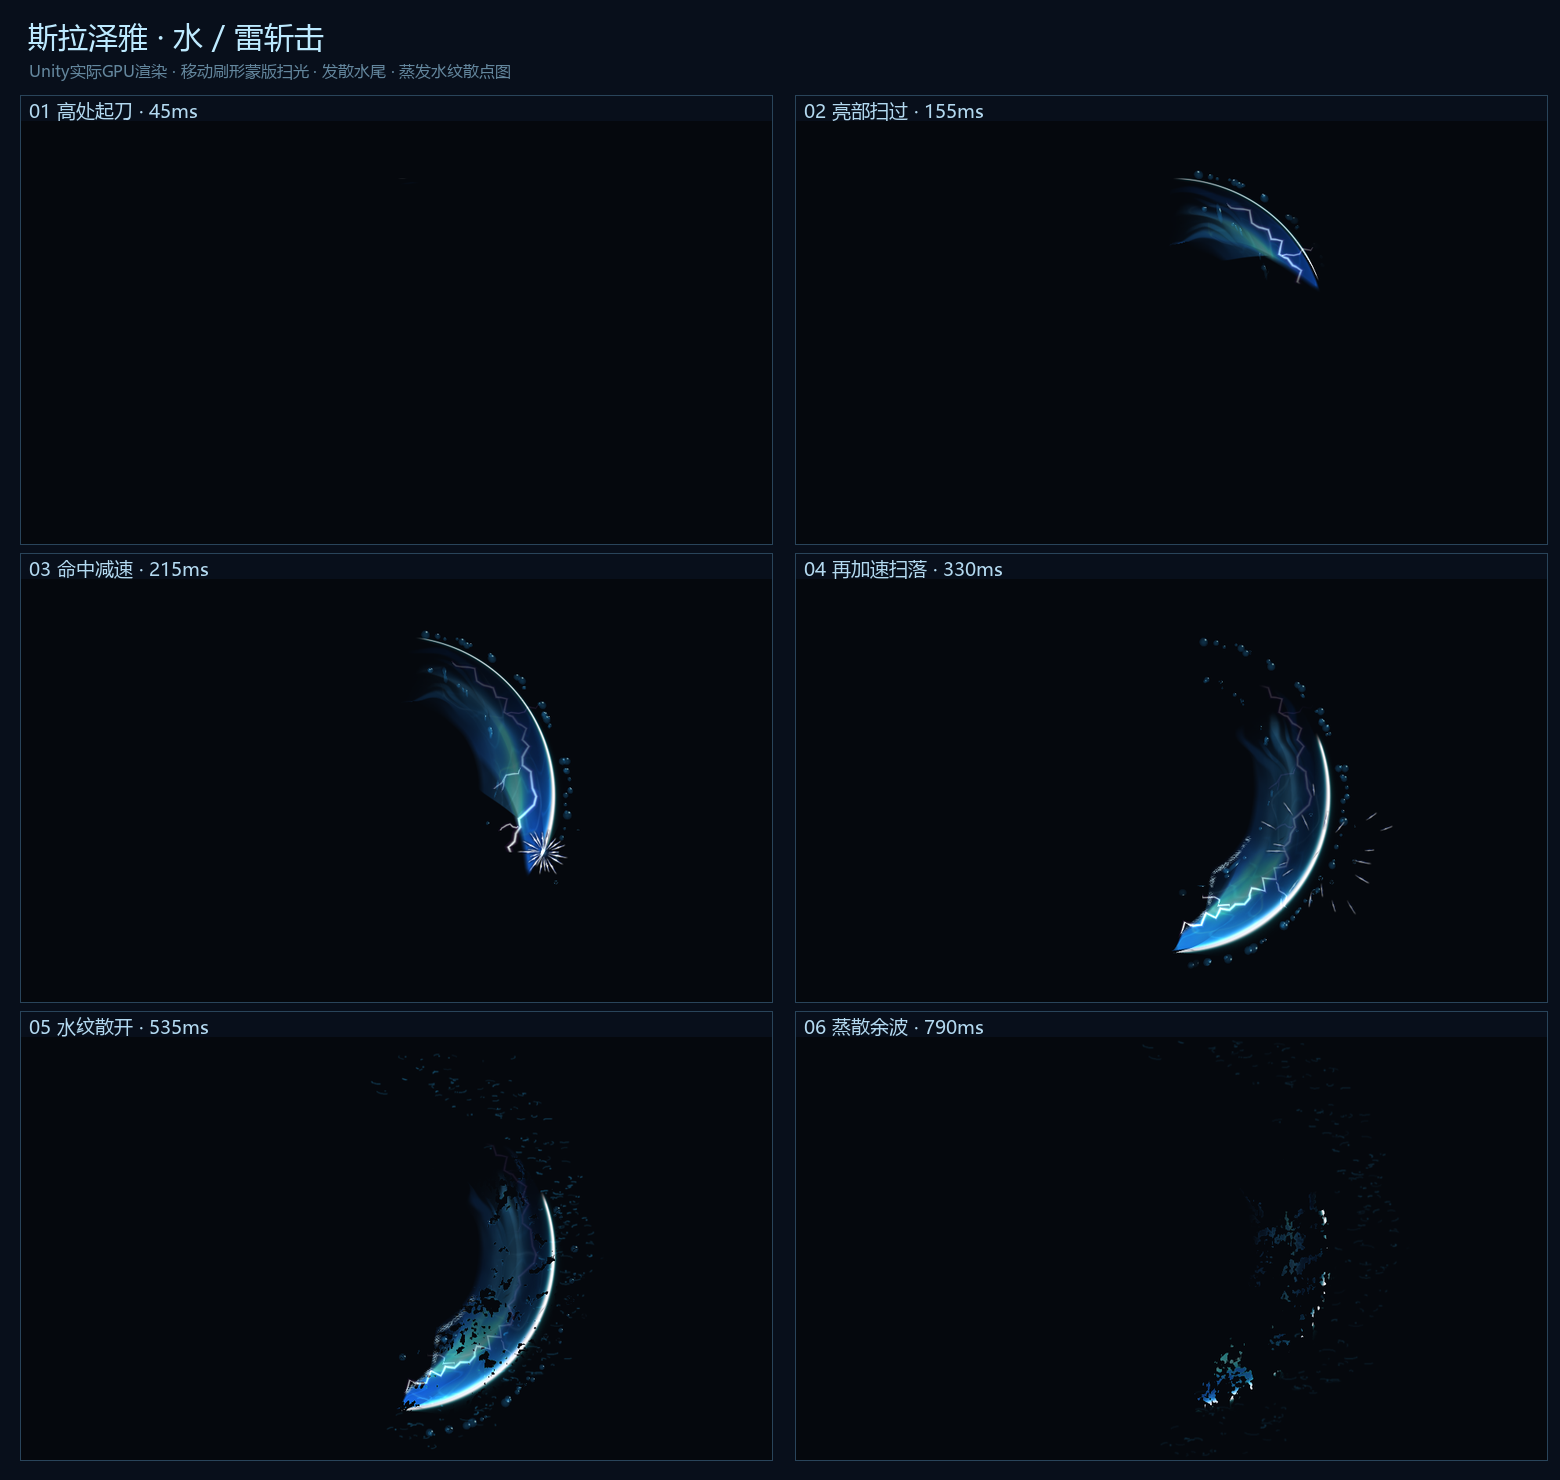 斯拉泽雅 · 水 / 雷斩击
Unity实际GPU渲染 · 移动刷形蒙版扫光 · 发散水尾 · 蒸发水纹散点图
01 高处起刀 · 45ms
02 亮部扫过 · 155ms
03 命中减速 · 215ms
04 再加速扫落 · 330ms
05 水纹散开 · 535ms
06 蒸散余波 · 790ms